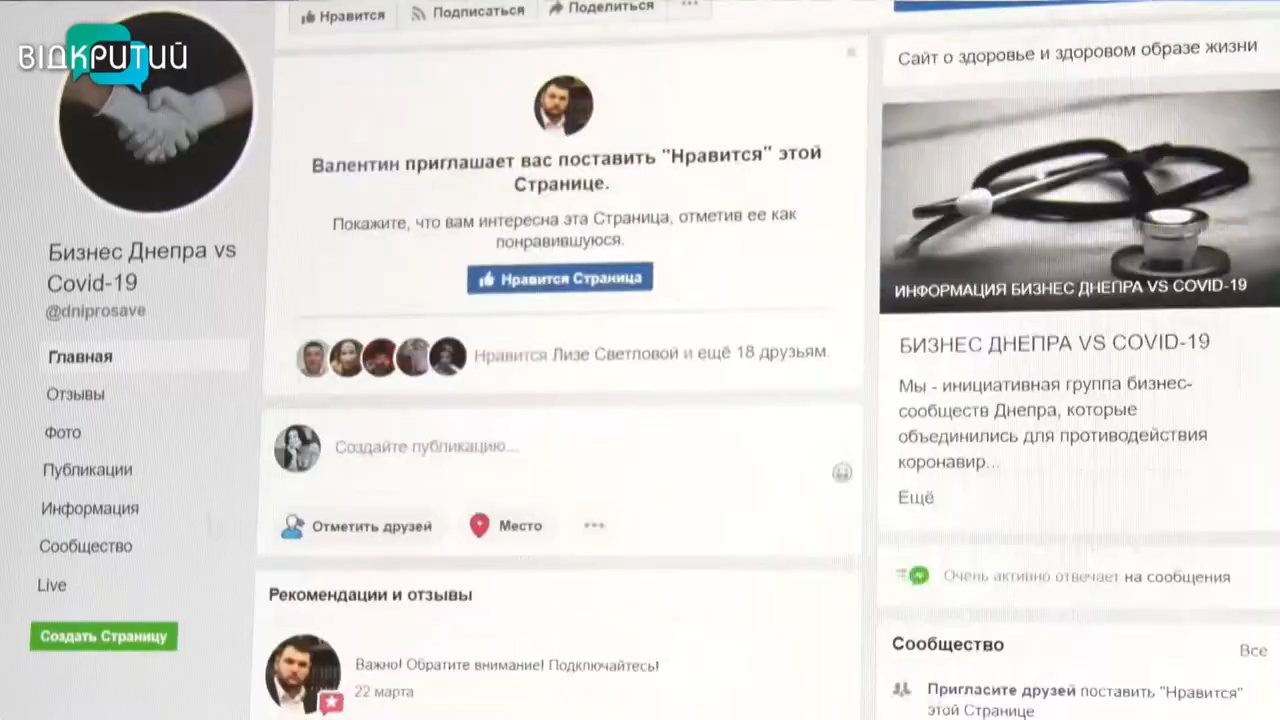 ВІДКРИТИЙ
Нравится
Подписаться
Поделиться
Сайт о здоровье и здоровом образе жизни
Валентин приглашает вас поставить "Нравится" этой
Странице.
Покажите, что вам интересна эта Страница, отметив ее как
понравившуюся.
Нравится Страница
Нравится Лизе Светловой и ещё 18 друзьям.
Бизнес Днепра vs
Covid-19
@dniprosave
Главная
Отзывы
Фото
Публикации
Информация
Сообщество
Live
Создать Страницу
Создайте публикацию...
Отметить друзей
Место
Рекомендации и отзывы
Важно! Обратите внимание! Подключайтесь!
22 марта
ИНФОРМАЦИЯ БИЗНЕС ДНЕПРА VS COVID-19
БИЗНЕС ДНЕПРА VS COVID-19
Мы - инициативная группа бизнес-
сообществ Днепра, которые
объединились для противодействия
коронавир...
Ещё
Очень активно отвечает на сообщения
Сообщество
Все
Пригласите друзей поставить "Нравится"
этой Странице